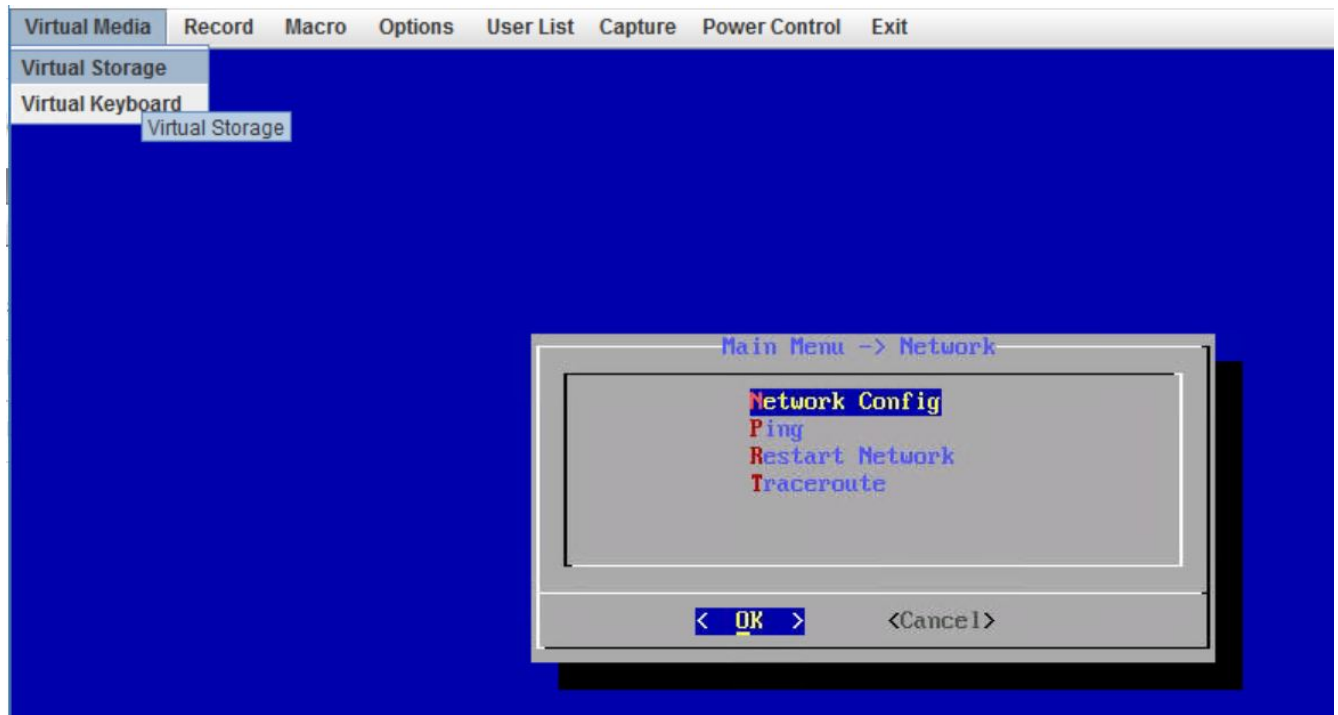 Virtual Media Record Macro Options User List Capture Power Control Exit
Virtual Storage
Virtual Keyboard
Virtual Storage
Main Menu -> Network
Network Config
Ping
Restart Network
Traceroute
< OK > <Cancel>